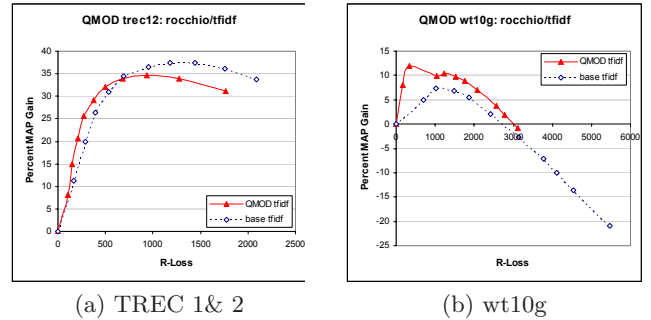 QMOD trec12: rocchio/tfidf
Percent MAP Gain
40
35
30
25
20
15
10
5
0
0 500 1000 1500 2000 2500
R-Loss
QMOD tfidf
base tfidf
(a) TREC 1& 2
QMOD wt10g: rocchio/tfidf
Percent MAP Gain
15
10
5
0
-5
-10
-15
-20
-25
0 1000 2000 3000 4000 5000 6000
R-Loss
QMOD tfidf
base tfidf
(b) wt10g